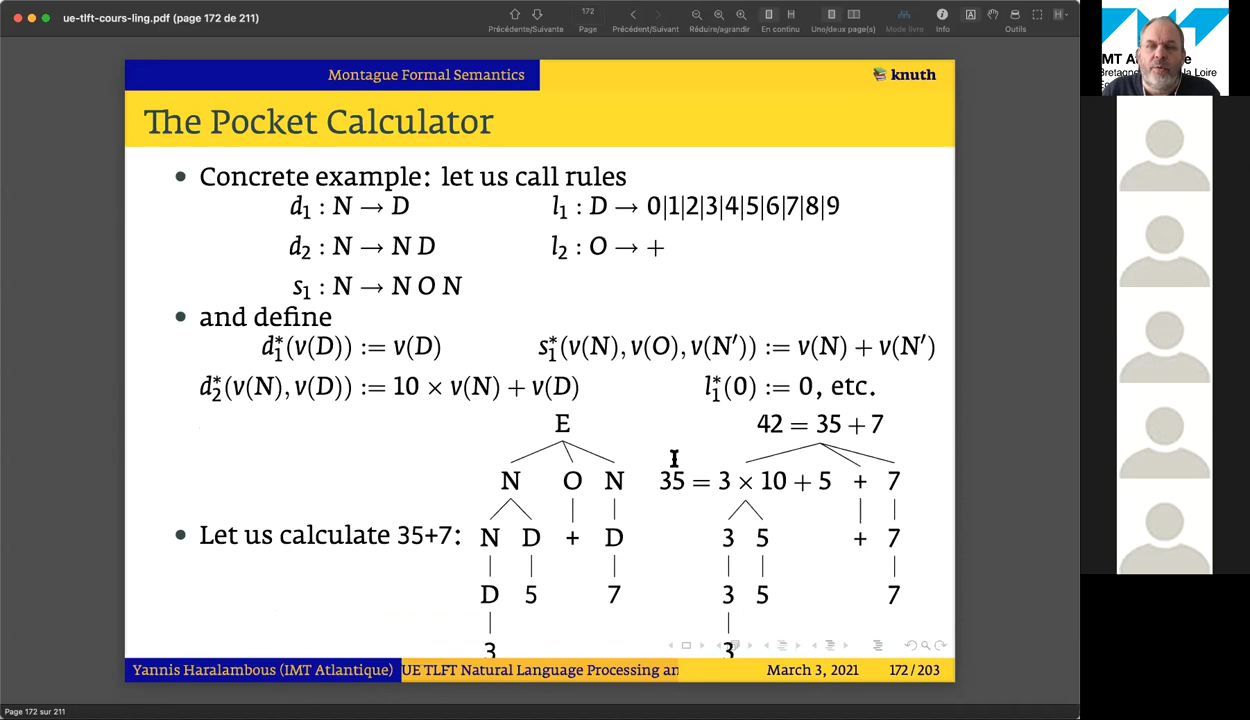 ue-tlft-cours-ling.pdf (page 172 de 211)
172
Précédente/Suivante Page Précédent/Suivant Réduire/agrandir En continu Une/deux page(s) Mode livre Info Outils
Montague Formal Semantics
knuth
The Pocket Calculator
• Concrete example: let us call rules
d₁ : N → D l₁ : D → 0|1|2|3|4|5|6|7|8|9
d₂ : N → N D l₂ : O → +
s₁ : N → N O N
• and define
d₁*(v(D)) := v(D) s₁*(v(N), v(O), v(N′)) := v(N) + v(N′)
d₂*(v(N), v(D)) := 10 × v(N) + v(D) l₁*(0) := 0, etc.
E 42 = 35 + 7
N O N 35 = 3 × 10 + 5 + 7
• Let us calculate 35+7: N D + D 3 5 + 7
D 5 7 3 5 7
3 3
Yannis Haralambous (IMT Atlantique) UE TLFT Natural Language Processing an March 3, 2021 172/203
Page 172 sur 211